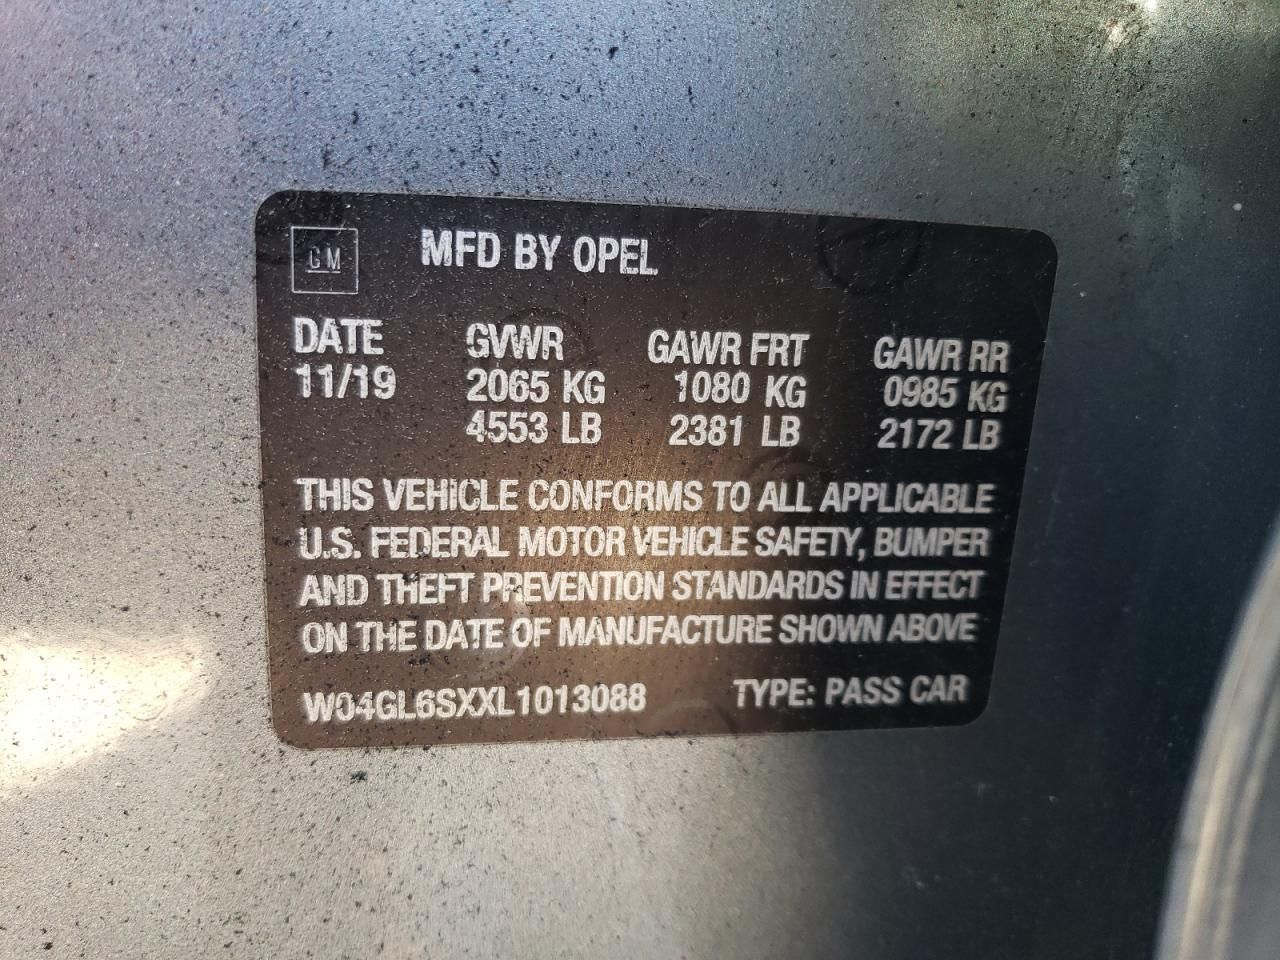 GM
MFD BY OPEL
DATE GVWR GAWR FRT GAWR RR
11/19 2065 KG 1080 KG 0985 KG
4553 LB 2381 LB 2172 LB
THIS VEHICLE CONFORMS TO ALL APPLICABLE
U.S. FEDERAL MOTOR VEHICLE SAFETY, BUMPER
AND THEFT PREVENTION STANDARDS IN EFFECT
ON THE DATE OF MANUFACTURE SHOWN ABOVE
W04GL6SXXL1013088 TYPE: PASS CAR